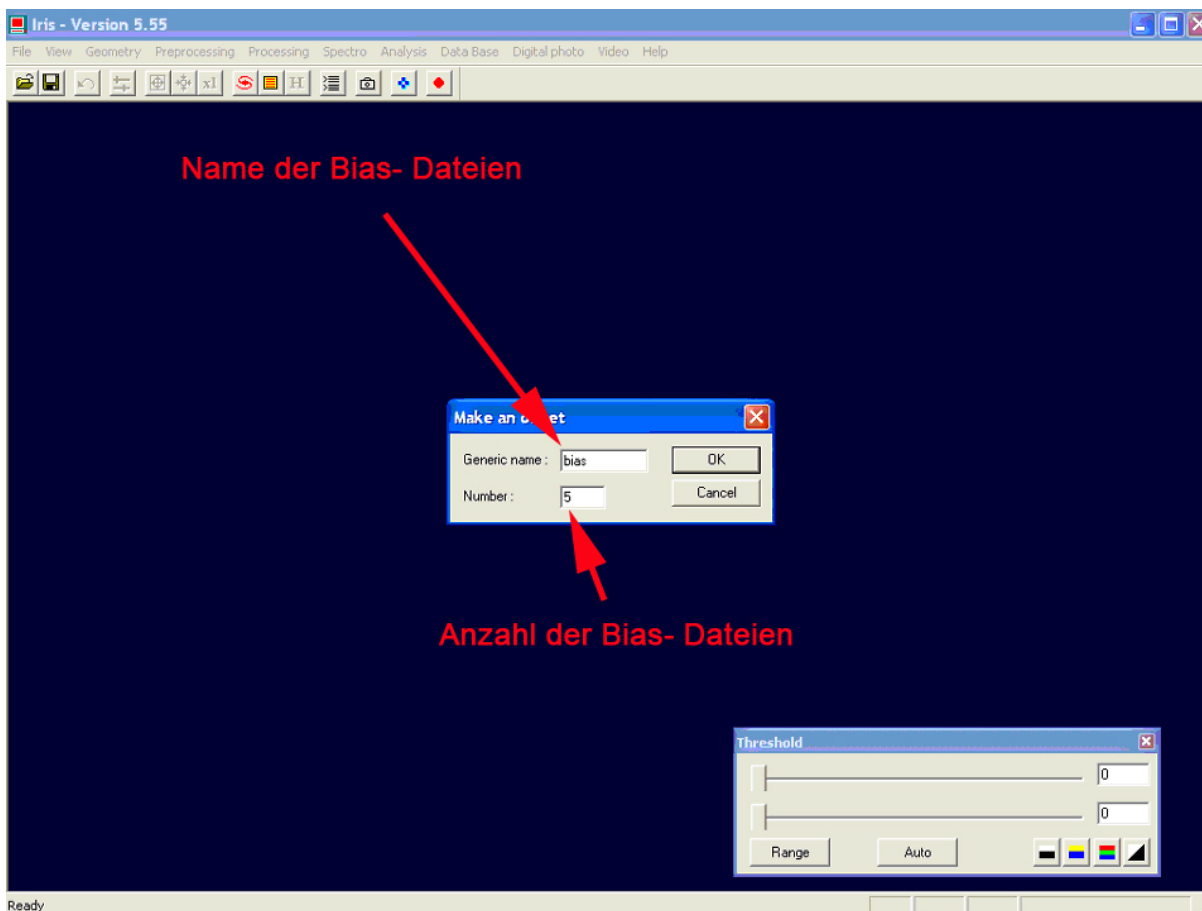 Iris - Version 5.55
File View Geometry Preprocessing Processing Spectro Analysis Data Base Digital photo Video Help
x1 H
Name der Bias- Dateien
Make an
Generic name : bias OK
Number : 5 Cancel
Anzahl der Bias- Dateien
Threshold
0
0
Range Auto
Ready